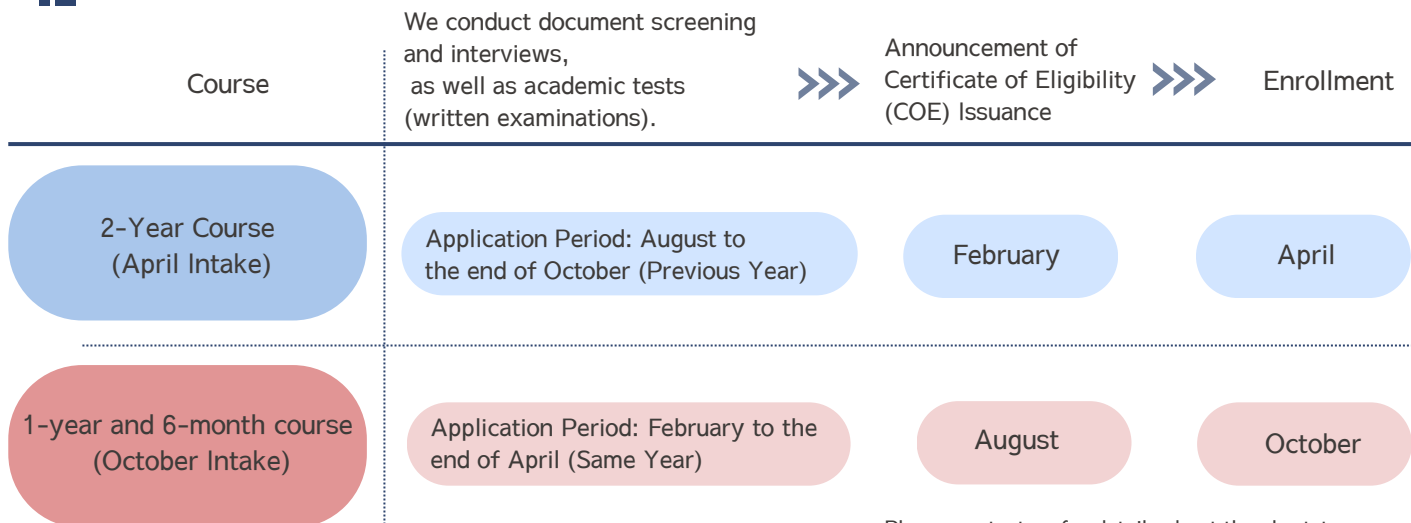 Course
We conduct document screening
and interviews,
as well as academic tests
(written examinations).
Announcement of
Certificate of Eligibility
(COE) Issuance
Enrollment
2-Year Course
(April Intake)
Application Period: August to
the end of October (Previous Year)
February
April
1-year and 6-month course
(October Intake)
Application Period: February to the
end of April (Same Year)
August
October